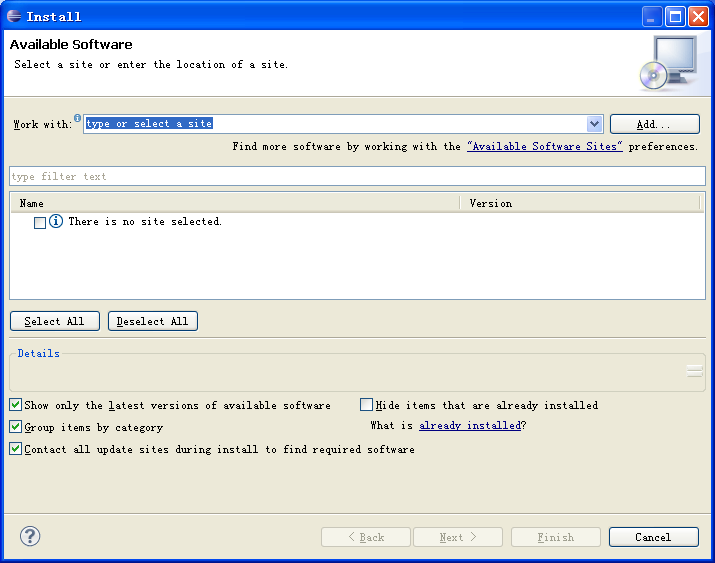 Install
Available Software
Select a site or enter the location of a site.
Work with: type or select a site Add...
Find more software by working with the "Available Software Sites" preferences.
type filter text
Name Version
There is no site selected.
Select All Deselect All
Details
Show only the latest versions of available software Hide items that are already installed
Group items by category What is already installed?
Contact all update sites during install to find required software
? < Back Next > Finish Cancel